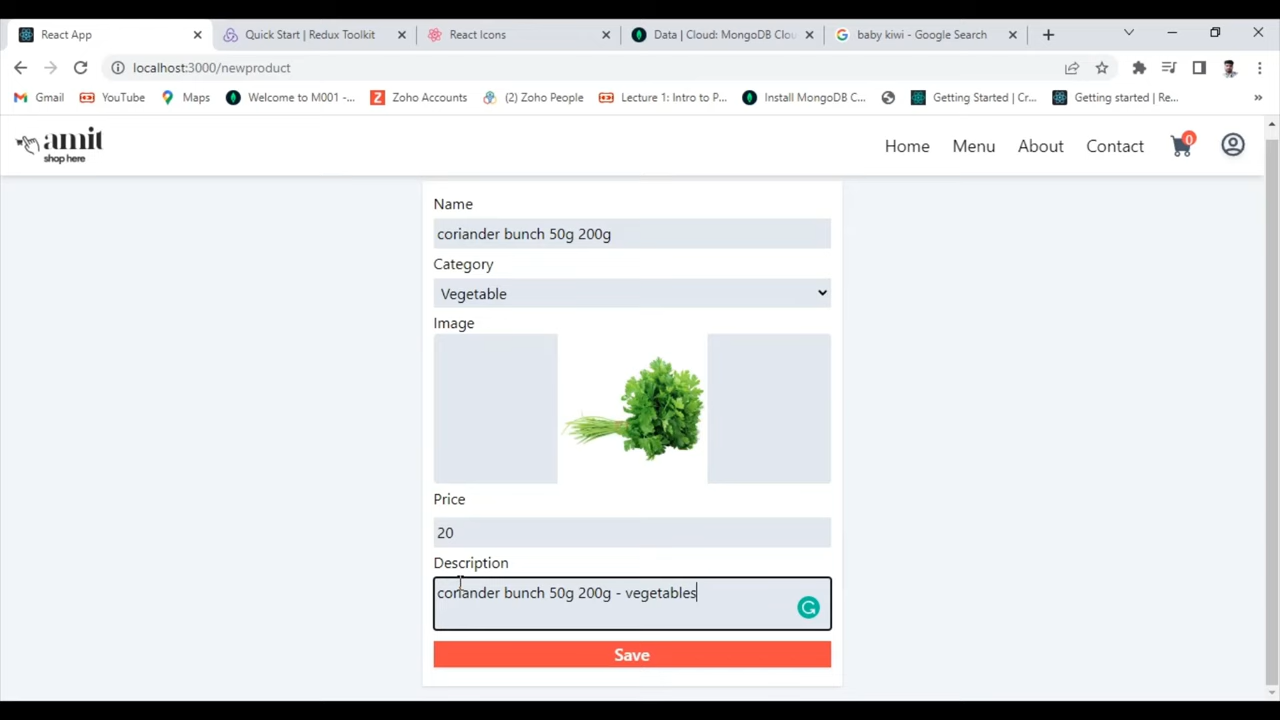 React App
Quick Start | Redux Toolkit
React Icons
Data | Cloud: MongoDB Clou
baby kiwi - Google Search
localhost:3000/newproduct
Gmail
YouTube
Maps
Welcome to M001 -...
Zoho Accounts
(2) Zoho People
Lecture 1: Intro to P...
Install MongoDB C...
Getting Started | Cr...
Getting started | Re...
amit
shop here
Home
Menu
About
Contact
0
Name
coriander bunch 50g 200g
Category
Vegetable
Image
Price
20
Description
coriander bunch 50g 200g - vegetables
Save